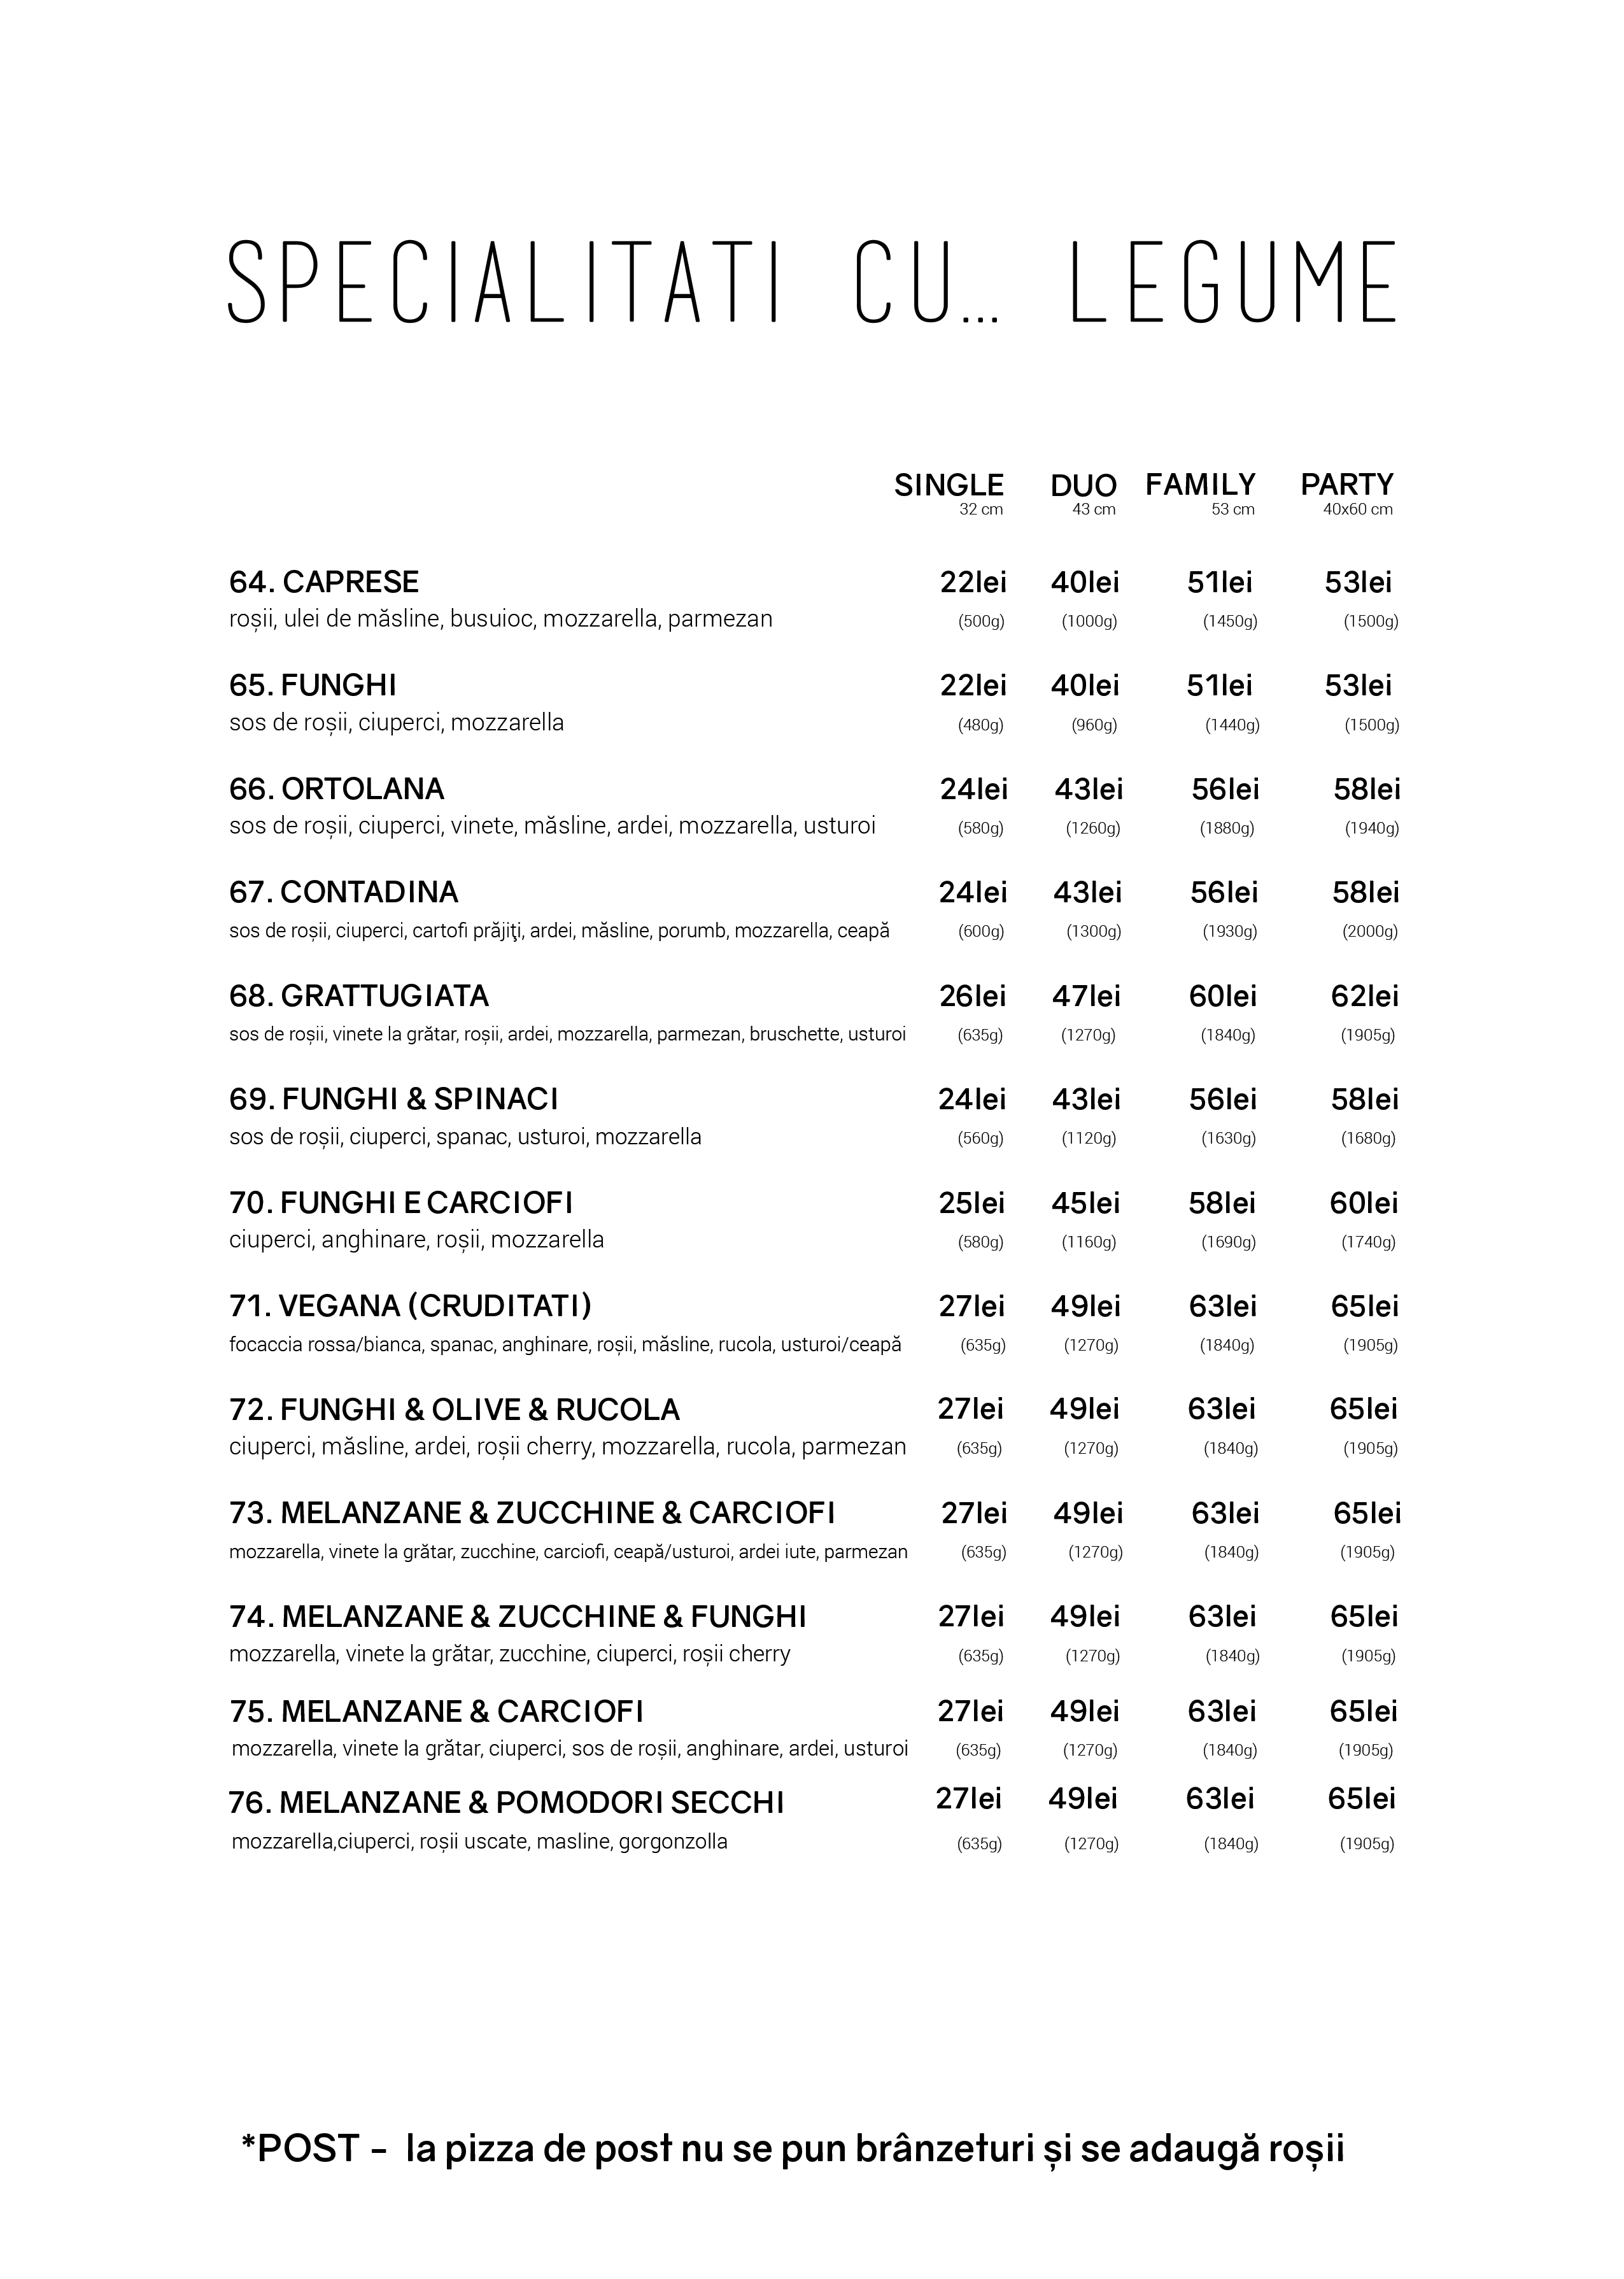 SPECIALITATI CU... LEGUME
SINGLE DUO FAMILY PARTY
32 cm 43 cm 53 cm 40x60 cm
64. CAPRESE 22lei 40lei 51lei 53lei
roșii, ulei de măsline, busuioc, mozzarella, parmezan (500g) (1000g) (1450g) (1500g)
65. FUNGHI 22lei 40lei 51lei 53lei
sos de roșii, ciuperci, mozzarella (480g) (960g) (1440g) (1500g)
66. ORTOLANA 24lei 43lei 56lei 58lei
sos de roșii, ciuperci, vinete, măsline, ardei, mozzarella, usturoi (580g) (1260g) (1880g) (1940g)
67. CONTADINA 24lei 43lei 56lei 58lei
sos de roșii, ciuperci, cartofi prăjiţi, ardei, măsline, porumb, mozzarella, ceapă (600g) (1300g) (1930g) (2000g)
68. GRATTUGIATA 26lei 47lei 60lei 62lei
sos de roșii, vinete la grătar, roșii, ardei, mozzarella, parmezan, bruschette, usturoi (635g) (1270g) (1840g) (1905g)
69. FUNGHI & SPINACI 24lei 43lei 56lei 58lei
sos de roșii, ciuperci, spanac, usturoi, mozzarella (560g) (1120g) (1630g) (1680g)
70. FUNGHI E CARCIOFI 25lei 45lei 58lei 60lei
ciuperci, anghinare, roșii, mozzarella (580g) (1160g) (1690g) (1740g)
71. VEGANA (CRUDITATI) 27lei 49lei 63lei 65lei
focaccia rossa/bianca, spanac, anghinare, roșii, măsline, rucola, usturoi/ceapă (635g) (1270g) (1840g) (1905g)
72. FUNGHI & OLIVE & RUCOLA 27lei 49lei 63lei 65lei
ciuperci, măsline, ardei, roșii cherry, mozzarella, rucola, parmezan (635g) (1270g) (1840g) (1905g)
73. MELANZANE & ZUCCHINE & CARCIOFI 27lei 49lei 63lei 65lei
mozzarella, vinete la grătar, zucchine, carciofi, ceapă/usturoi, ardei iute, parmezan (635g) (1270g) (1840g) (1905g)
74. MELANZANE & ZUCCHINE & FUNGHI 27lei 49lei 63lei 65lei
mozzarella, vinete la grătar, zucchine, ciuperci, roșii cherry (635g) (1270g) (1840g) (1905g)
75. MELANZANE & CARCIOFI 27lei 49lei 63lei 65lei
mozzarella, vinete la grătar, ciuperci, sos de roșii, anghinare, ardei, usturoi (635g) (1270g) (1840g) (1905g)
76. MELANZANE & POMODORI SECCHI 27lei 49lei 63lei 65lei
mozzarella,ciuperci, roșii uscate, masline, gorgonzolla (635g) (1270g) (1840g) (1905g)
*POST - la pizza de post nu se pun brânzeturi și se adaugă roșii